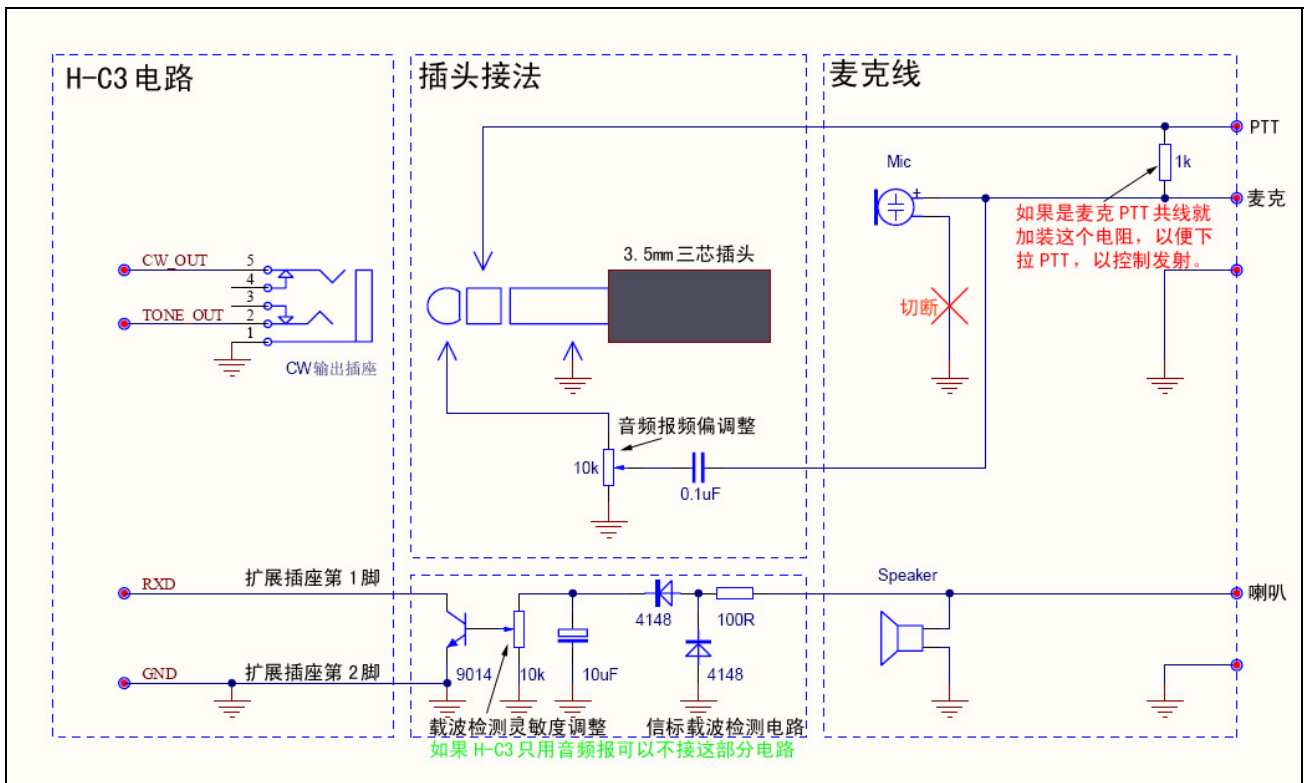 H-C3 电路
插头接法
麦克线
PTT
Mic
1k
+
麦克
如果是麦克 PTT 共线就
加装这个电阻，以便下
拉 PTT，以控制发射。
3.5mm 三芯插头
CW_OUT
5
4
3
TONE_OUT
2
1
CW 输出插座
切断
音频报频偏调整
10k
0.1uF
RXD
扩展插座第 1 脚
Speaker
喇叭
4148
100R
GND
扩展插座第 2 脚
9014
10k
10uF
4148
载波检测灵敏度调整
信标载波检测电路
如果 H-C3 只用音频报可以不接这部分电路